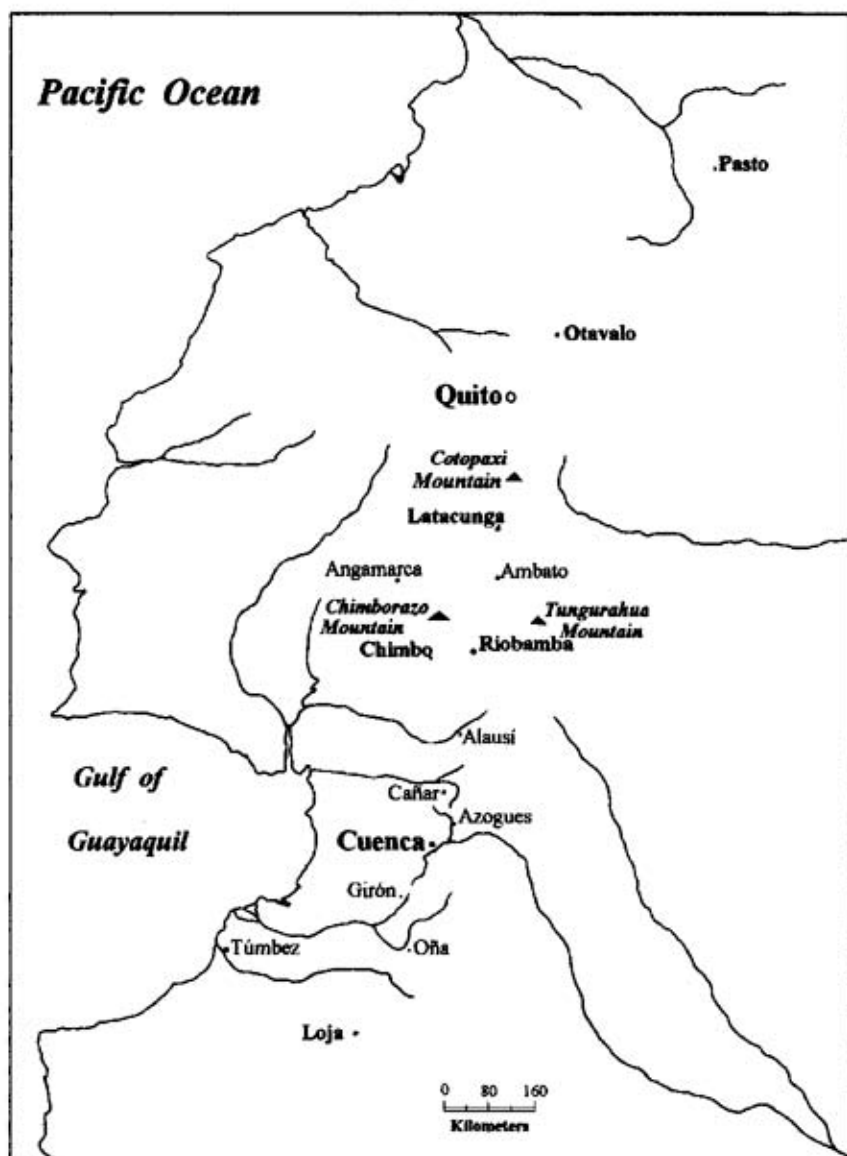 Pacific Ocean
Pasto
Otavalo
Quito
Cotopaxi
Mountain
Latacunga
Angamarca
Ambato
Chimborazo
Mountain
Tungurahua
Mountain
Chimbo
Riobamba
Alausí
Gulf of
Guayaquil
Cañar
Azogues
Cuenca
Girón
Túmbez
Oña
Loja
0 80 160
Kilometers